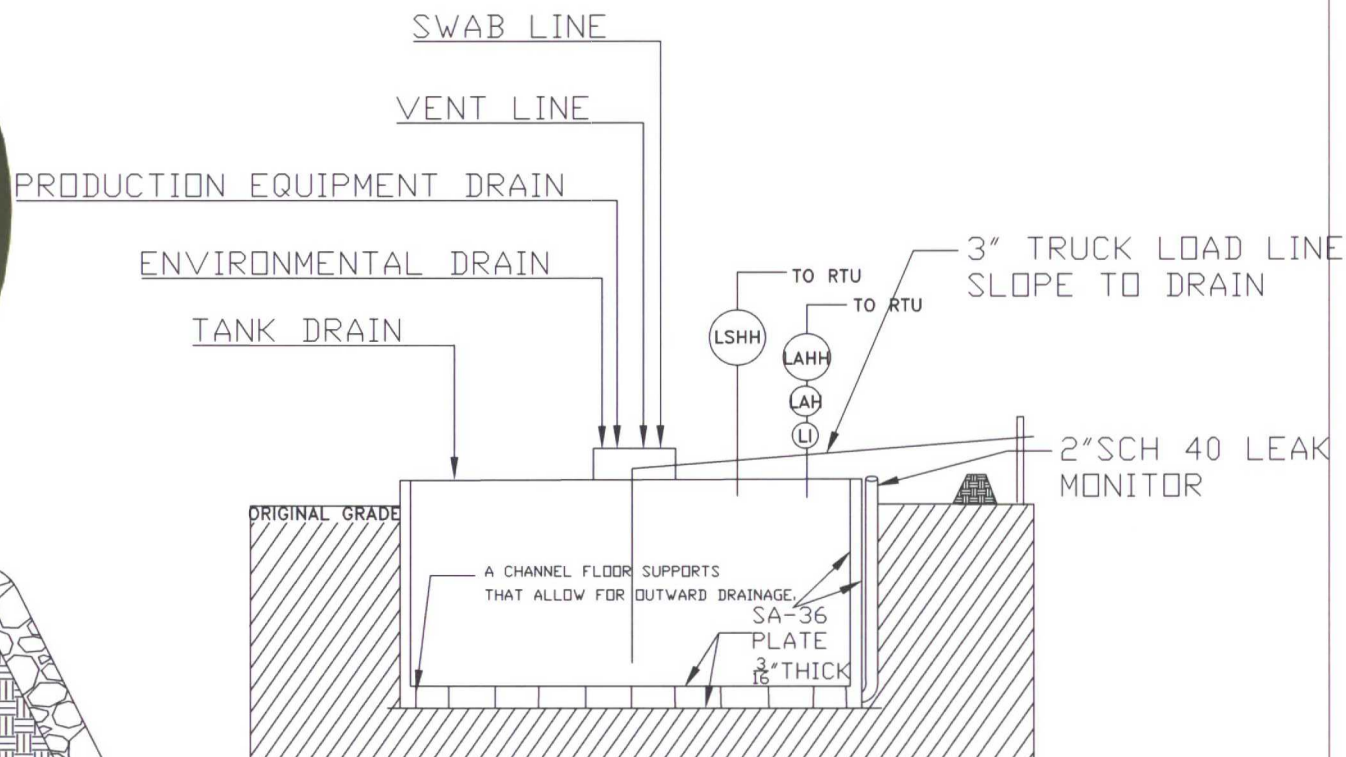 SWAB LINE
VENT LINE
PRODUCTION EQUIPMENT DRAIN
ENVIRONMENTAL DRAIN
TANK DRAIN
TO RTU
TO RTU
3" TRUCK LOAD LINE
SLOPE TO DRAIN
LSHH
LAHH
LAH
LI
2"SCH 40 LEAK
MONITOR
ORIGINAL GRADE
A CHANNEL FLOOR SUPPORTS
THAT ALLOW FOR OUTWARD DRAINAGE.
SA-36
PLATE
3/16"THICK